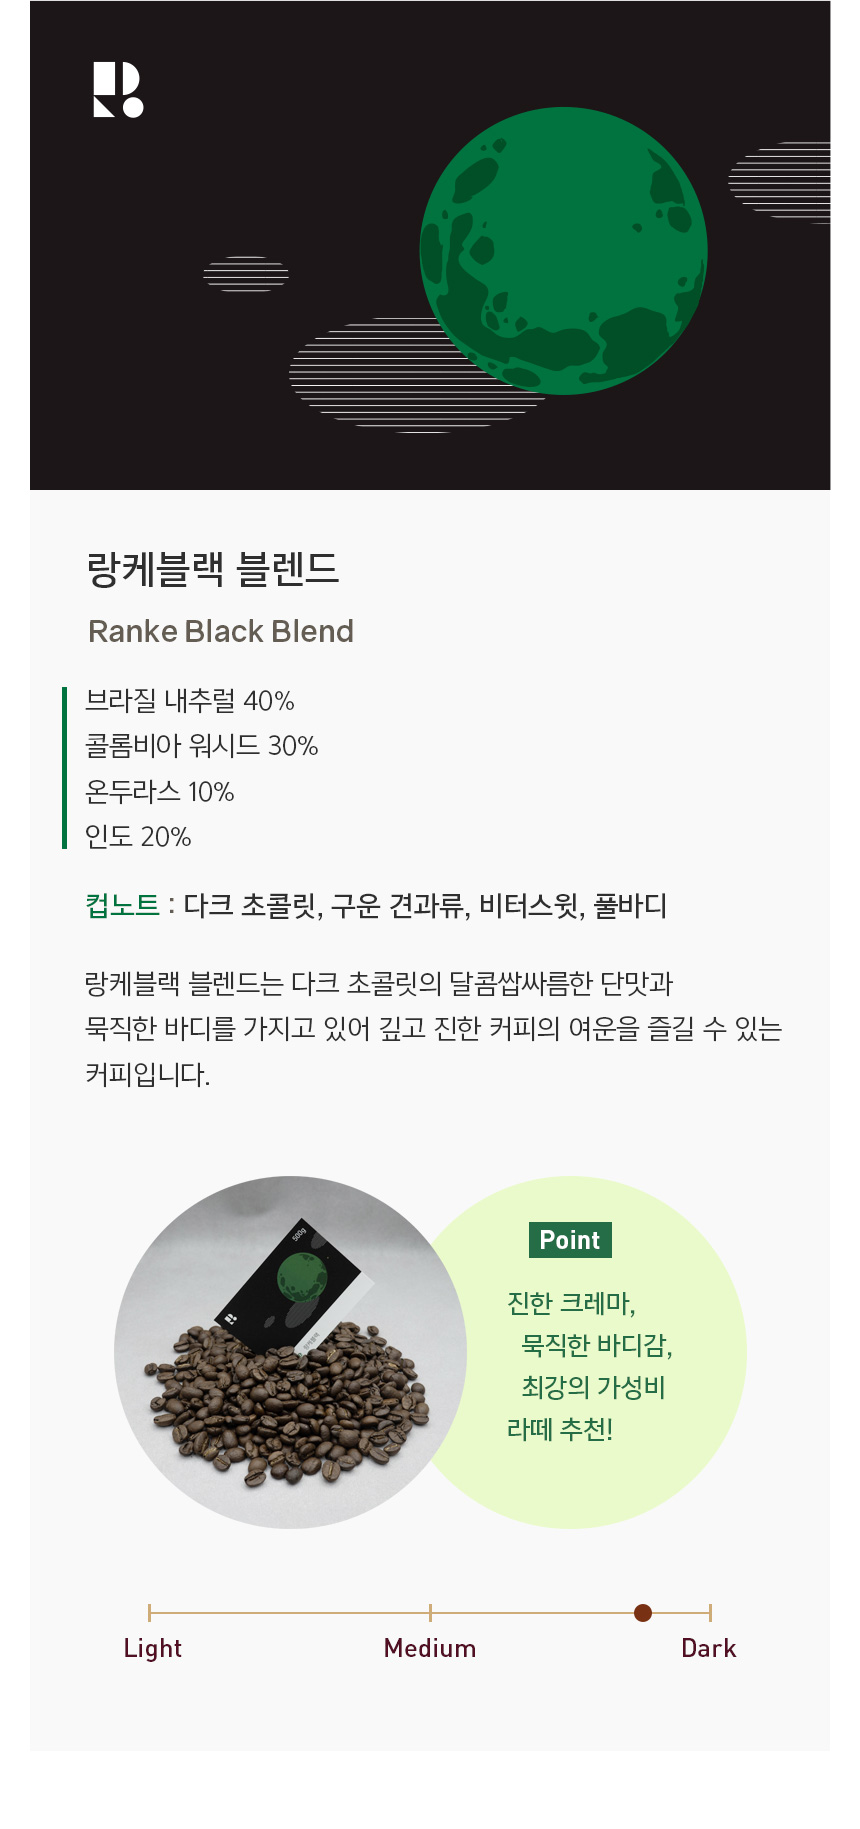 랑케블랙 블렌드
Ranke Black Blend
브라질 내추럴 40%
콜롬비아 워시드 30%
온두라스 10%
인도 20%
컵노트 : 다크 초콜릿, 구운 견과류, 비터스윗, 풀바디
랑케블랙 블렌드는 다크 초콜릿의 달콤쌉싸름한 단맛과
묵직한 바디를 가지고 있어 깊고 진한 커피의 여운을 즐길 수 있는
커피입니다.
500g
랑케블랙
Point
진한 크레마,
묵직한 바디감,
최강의 가성비
라떼 추천!
Light Medium Dark